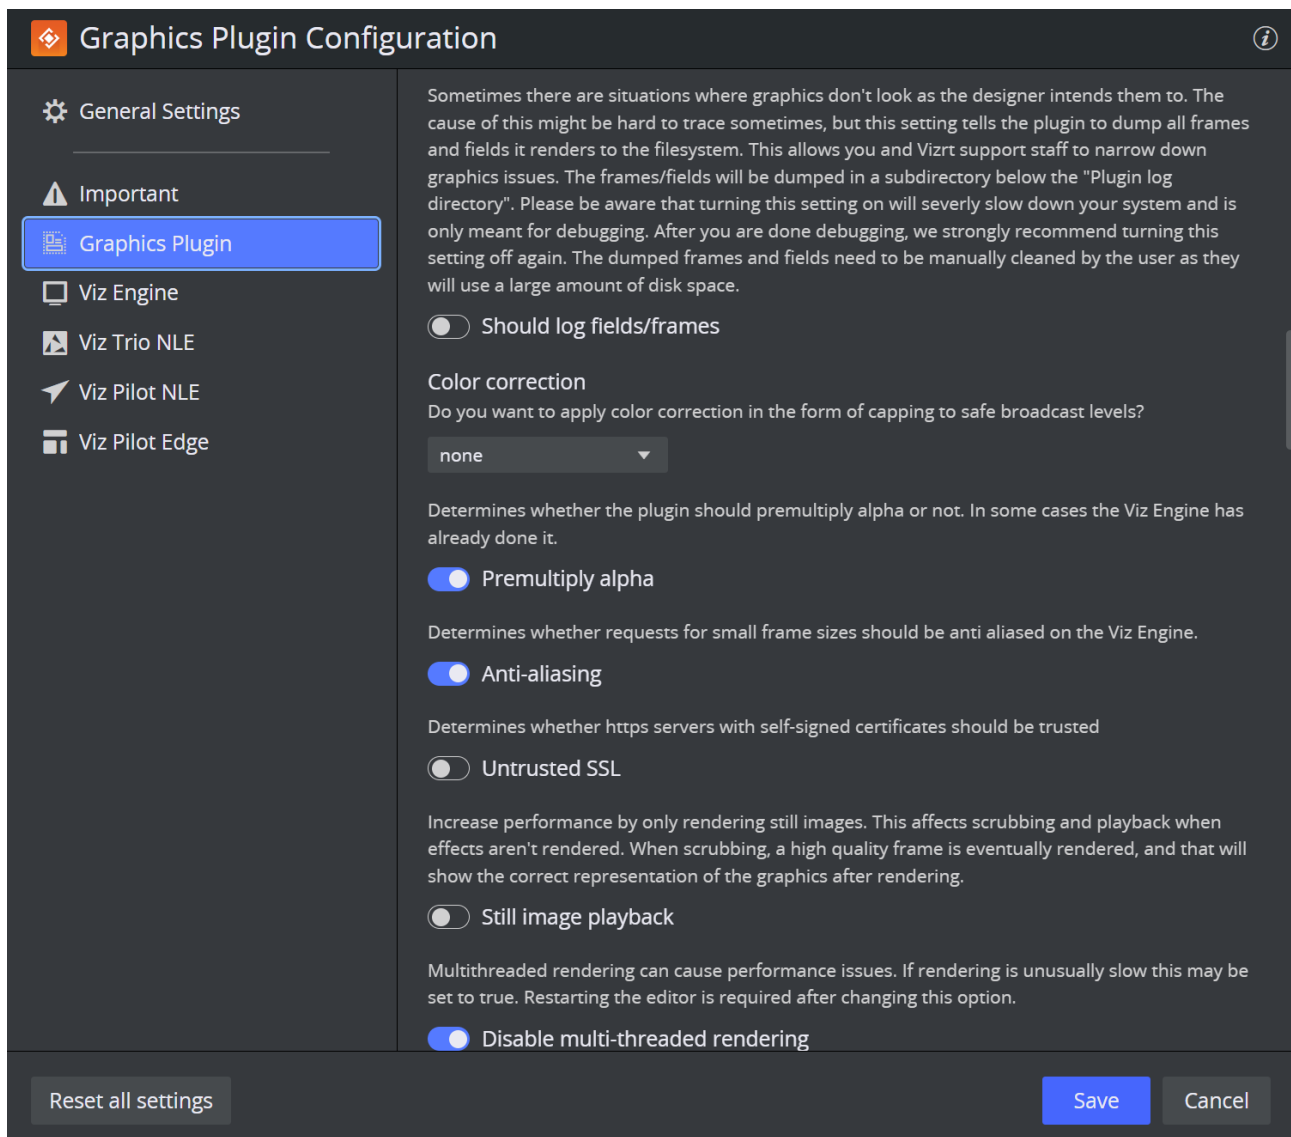 Graphics Plugin Configuration
General Settings
Important
Graphics Plugin
Viz Engine
Viz Trio NLE
Viz Pilot NLE
Viz Pilot Edge
Sometimes there are situations where graphics don't look as the designer intends them to. The
cause of this might be hard to trace sometimes, but this setting tells the plugin to dump all frames
and fields it renders to the filesystem. This allows you and Vizrt support staff to narrow down
graphics issues. The frames/fields will be dumped in a subdirectory below the "Plugin log
directory". Please be aware that turning this setting on will severly slow down your system and is
only meant for debugging. After you are done debugging, we strongly recommend turning this
setting off again. The dumped frames and fields need to be manually cleaned by the user as they
will use a large amount of disk space.
Should log fields/frames
Color correction
Do you want to apply color correction in the form of capping to safe broadcast levels?
none
Determines whether the plugin should premultiply alpha or not. In some cases the Viz Engine has
already done it.
Premultiply alpha
Determines whether requests for small frame sizes should be anti aliased on the Viz Engine.
Anti-aliasing
Determines whether https servers with self-signed certificates should be trusted
Untrusted SSL
Increase performance by only rendering still images. This affects scrubbing and playback when
effects aren't rendered. When scrubbing, a high quality frame is eventually rendered, and that will
show the correct representation of the graphics after rendering.
Still image playback
Multithreaded rendering can cause performance issues. If rendering is unusually slow this may be
set to true. Restarting the editor is required after changing this option.
Disable multi-threaded rendering
Reset all settings
Save
Cancel